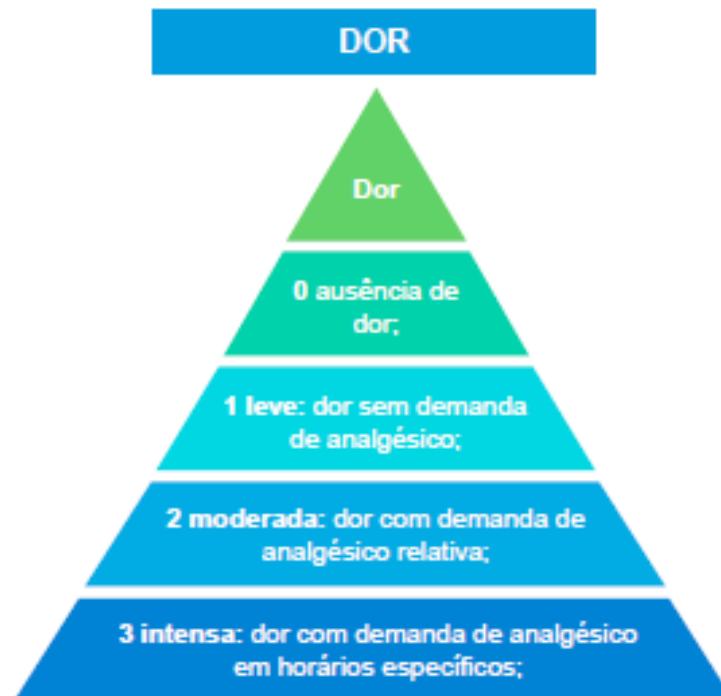 DOR
Dor
0 ausência de
dor;
1 leve: dor sem demanda
de analgésico;
2 moderada: dor com demanda de
analgésico relativa;
3 intensa: dor com demanda de analgésico
em horários específicos;